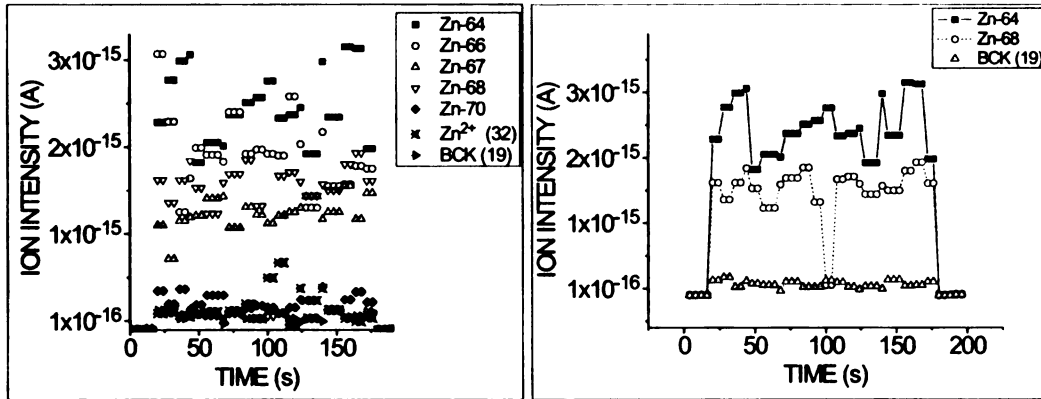 ION INTENSITY (A)
3x10⁻¹⁵
2x10⁻¹⁵
1x10⁻¹⁵
1x10⁻¹⁶
0
50
100
150
200
TIME (s)
Zn-64
Zn-66
Zn-67
Zn-68
Zn-70
Zn²⁺ (32)
BCK (19)
ION INTENSITY (A)
3x10⁻¹⁵
2x10⁻¹⁵
1x10⁻¹⁵
1x10⁻¹⁶
0
50
100
150
200
TIME (s)
Zn-64
Zn-68
BCK (19)